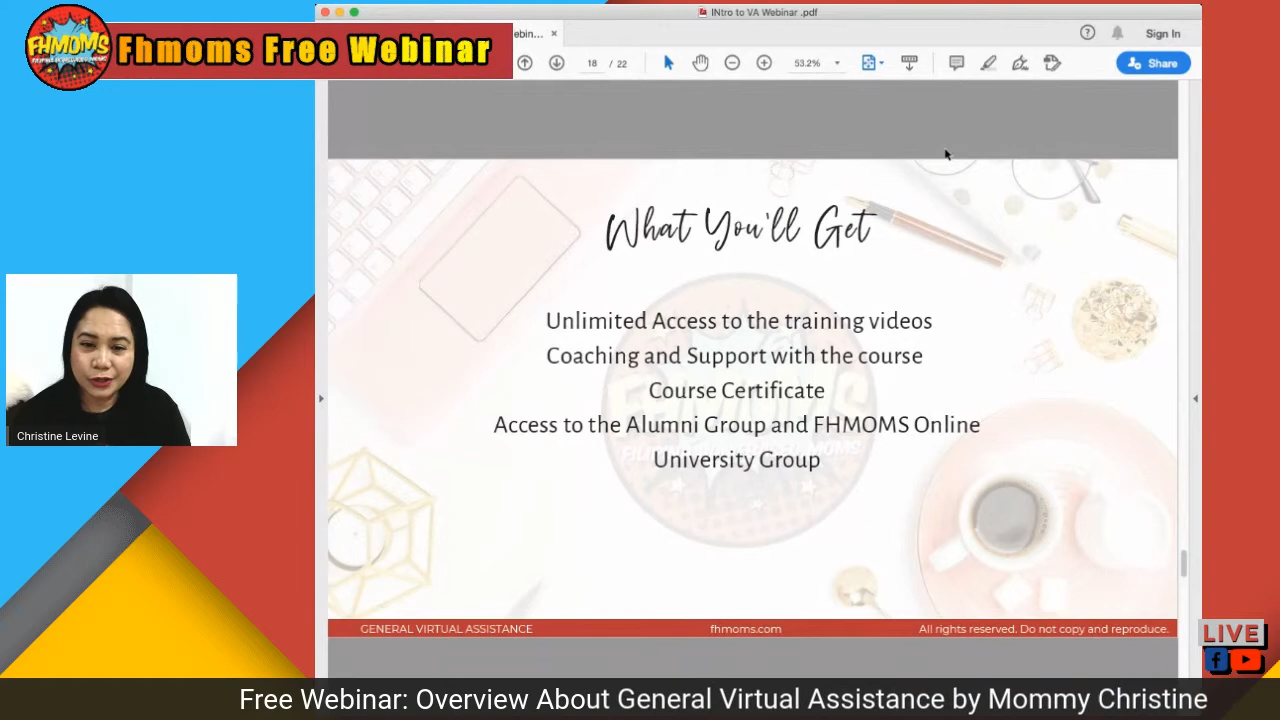 INtro to VA Webinar .pdf
FHMOMS
Fhmoms Free Webinar
ebin... ×
Sign In
18 / 22
53.2%
Share
What You'll Get
Unlimited Access to the training videos
Coaching and Support with the course
Course Certificate
Access to the Alumni Group and FHMOMS Online
University Group
Christine Levine
GENERAL VIRTUAL ASSISTANCE
fhmoms.com
All rights reserved. Do not copy and reproduce.
LIVE
Free Webinar: Overview About General Virtual Assistance by Mommy Christine